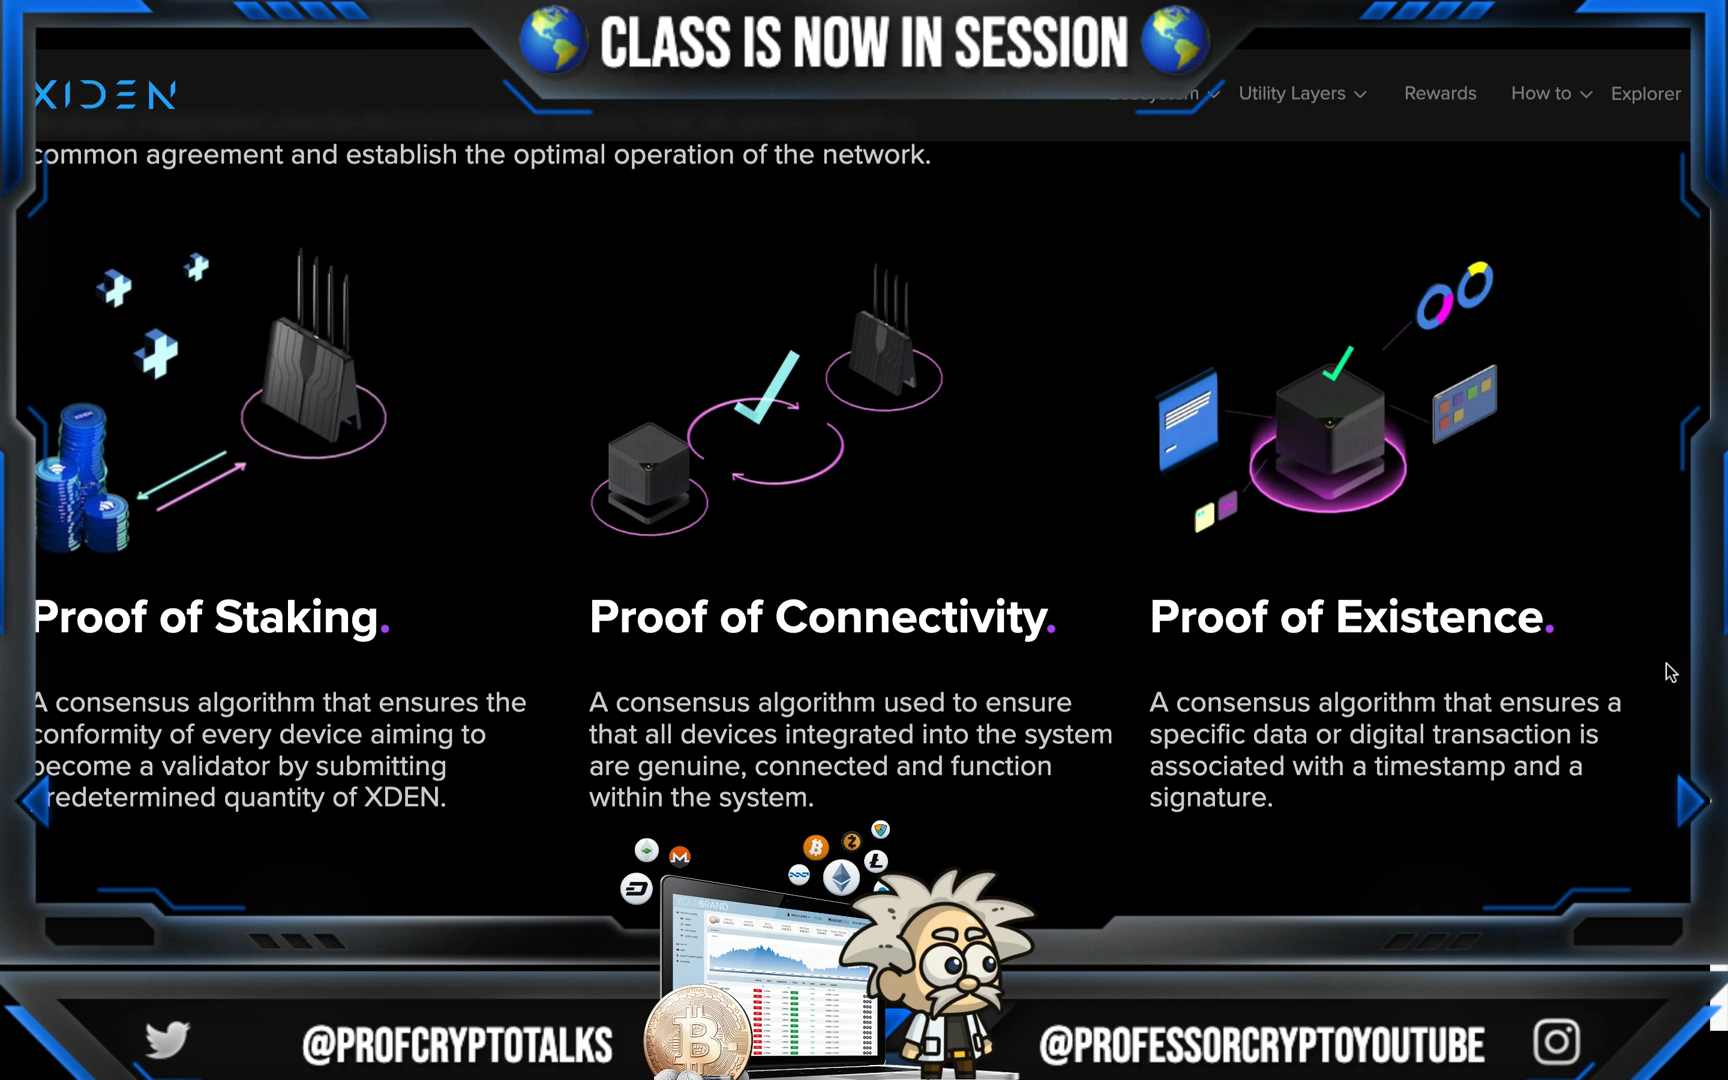 CLASS IS NOW IN SESSION
XIDEN
Ecosystem Utility Layers Rewards How to Explorer
common agreement and establish the optimal operation of the network.
Proof of Staking.
A consensus algorithm that ensures the
conformity of every device aiming to
become a validator by submitting
redetermined quantity of XDEN.
Proof of Connectivity.
A consensus algorithm used to ensure
that all devices integrated into the system
are genuine, connected and function
within the system.
Proof of Existence.
A consensus algorithm that ensures a
specific data or digital transaction is
associated with a timestamp and a
signature.
@PROFCRYPTOTALKS
@PROFESSORCRYPTOYOUTUBE